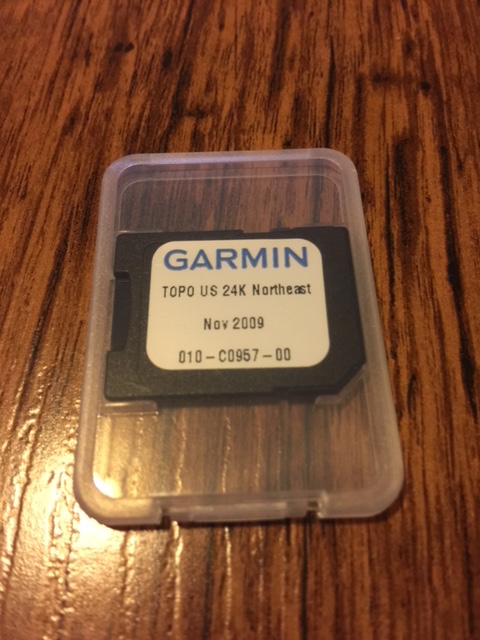 GARMIN
TOPO US 24K Northeast
Nov 2009
010-C0957-00